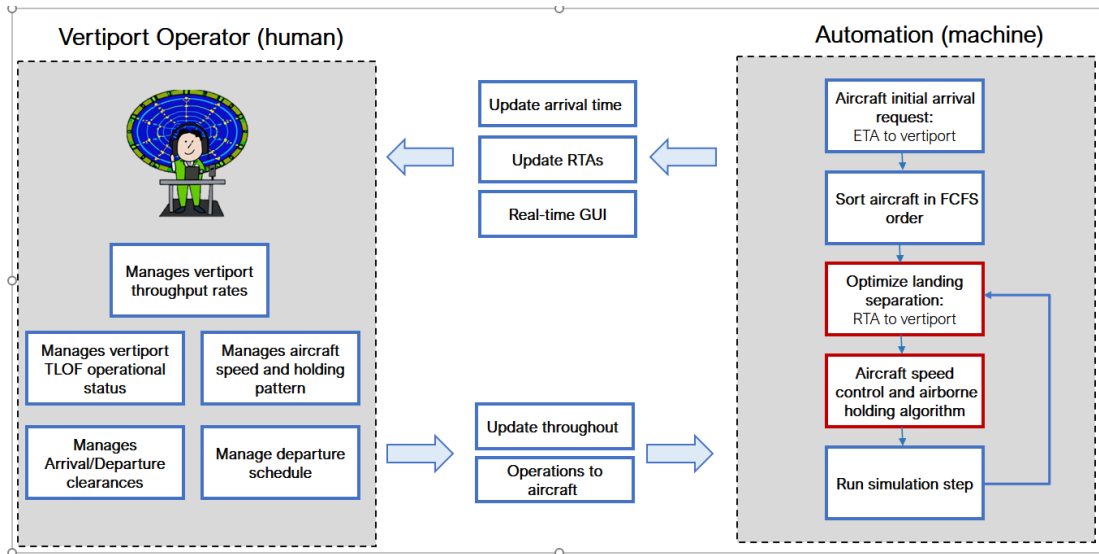 Vertiport Operator (human)
Automation (machine)
Manages vertiport
throughput rates
Manages vertiport
TLOF operational
status
Manages aircraft
speed and holding
pattern
Manages
Arrival/Departure
clearances
Manage departure
schedule
Update arrival time
Update RTAs
Real-time GUI
Update throughout
Operations to
aircraft
Aircraft initial arrival
request:
ETA to vertiport
Sort aircraft in FCFS
order
Optimize landing
separation:
RTA to vertiport
Aircraft speed
control and airborne
holding algorithm
Run simulation step